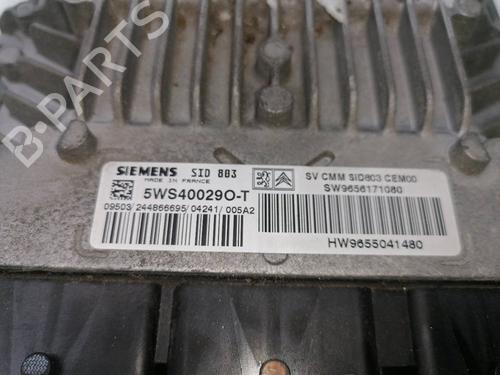 B-Parts
SIEMENS SID 803
MADE IN FRANCE
5WS40029O-T
09503/244866695/04241/005A2
SV CMM SID803 CEM00
SW9656171080
HW9655041480